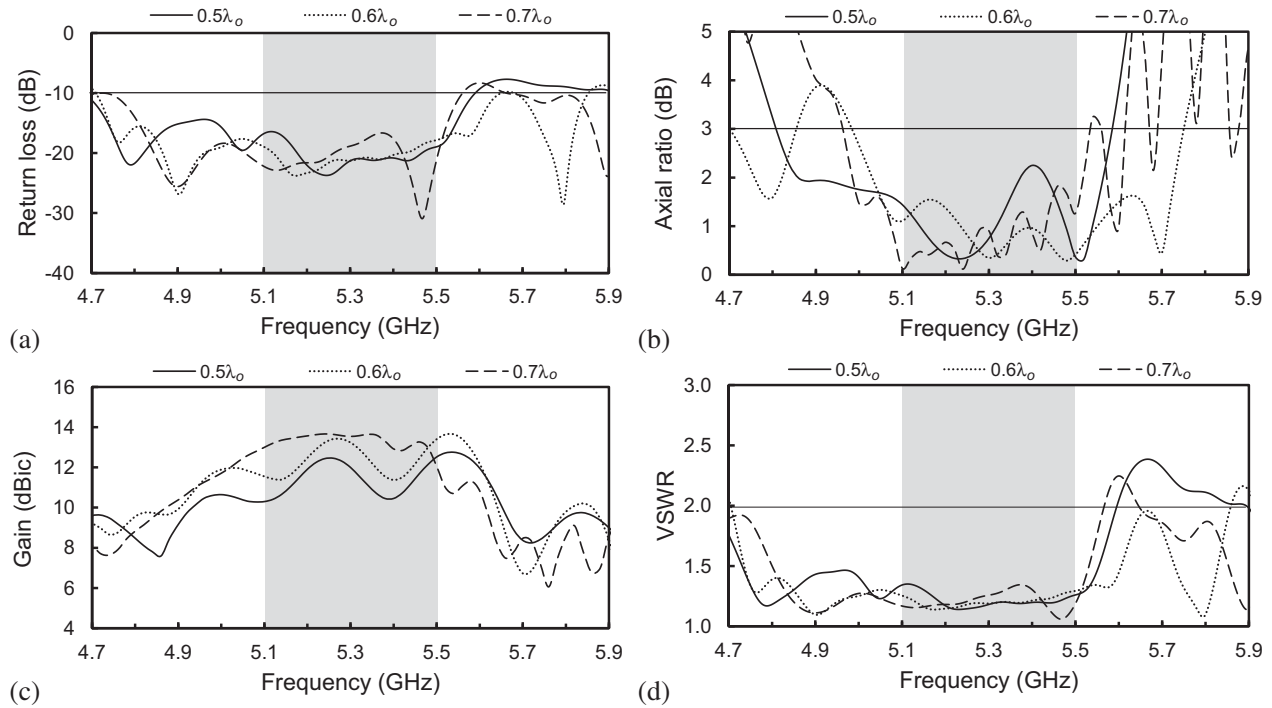 0.5λo 0.6λo 0.7λo
Return loss (dB)
0
-10
-20
-30
-40
4.7 4.9 5.1 5.3 5.5 5.7 5.9
Frequency (GHz)
(a)
0.5λo 0.6λo 0.7λo
Axial ratio (dB)
5
4
3
2
1
0
4.7 4.9 5.1 5.3 5.5 5.7 5.9
Frequency (GHz)
(b)
0.5λo 0.6λo 0.7λo
Gain (dBic)
16
14
12
10
8
6
4
4.7 4.9 5.1 5.3 5.5 5.7 5.9
Frequency (GHz)
(c)
0.5λo 0.6λo 0.7λo
VSWR
3.0
2.5
2.0
1.5
1.0
4.7 4.9 5.1 5.3 5.5 5.7 5.9
Frequency (GHz)
(d)